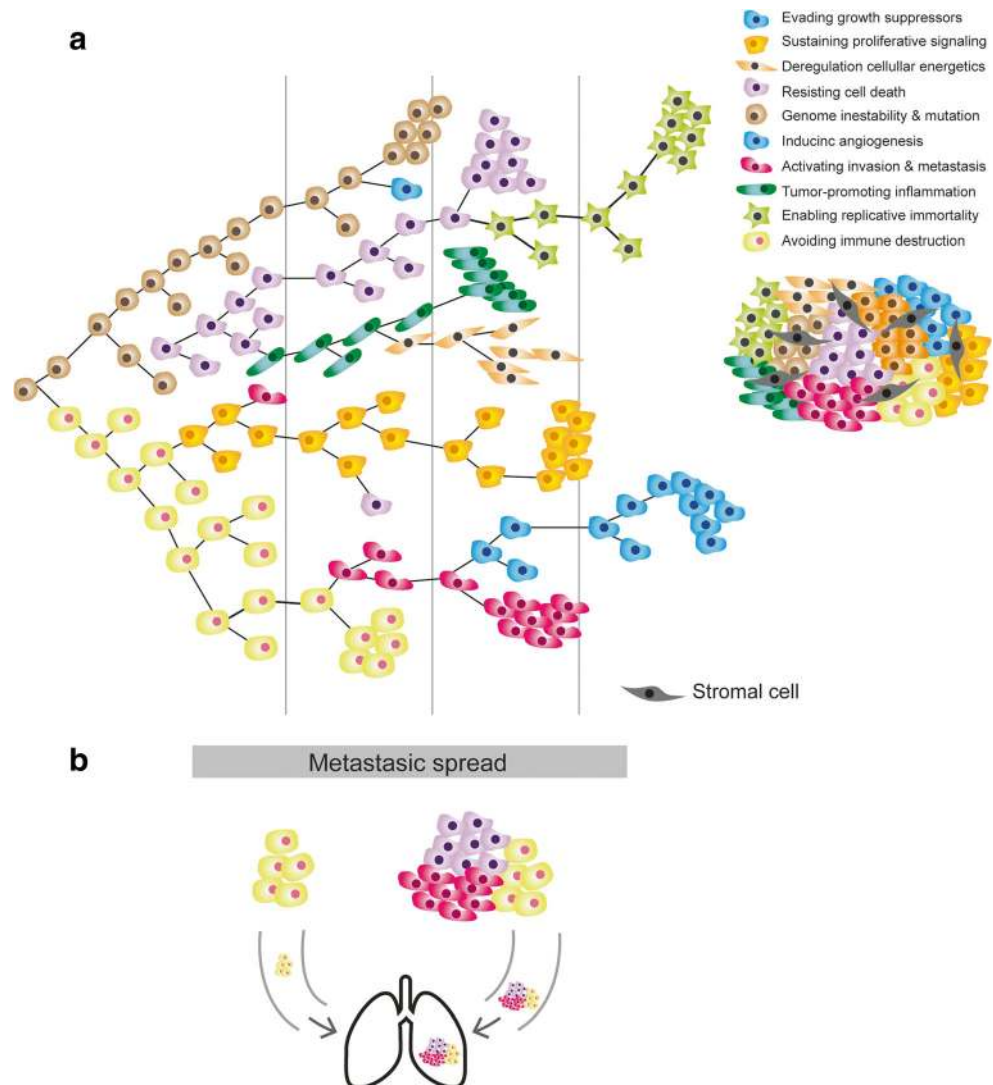 a
Evading growth suppressors
Sustaining proliferative signaling
Deregulation cellullar energetics
Resisting cell death
Genome inestability & mutation
Inducinc angiogenesis
Activating invasion & metastasis
Tumor-promoting inflammation
Enabling replicative immortality
Avoiding immune destruction
Stromal cell
b
Metastasic spread